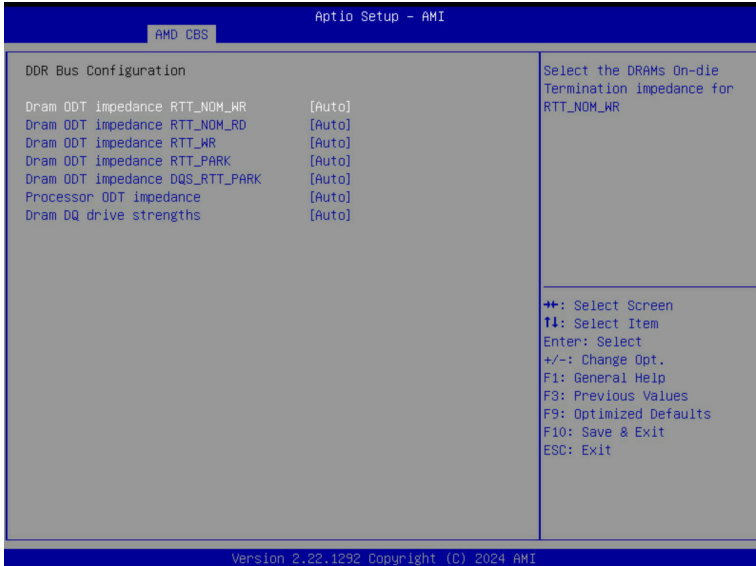 Aptio Setup – AMI
AMD CBS
DDR Bus Configuration
Dram ODT impedance RTT_NOM_WR [Auto]
Dram ODT impedance RTT_NOM_RD [Auto]
Dram ODT impedance RTT_WR [Auto]
Dram ODT impedance RTT_PARK [Auto]
Dram ODT impedance DQS_RTT_PARK [Auto]
Processor ODT impedance [Auto]
Dram DQ drive strengths [Auto]
Select the DRAMs On-die
Termination impedance for
RTT_NOM_WR
→←: Select Screen
↑↓: Select Item
Enter: Select
+/-: Change Opt.
F1: General Help
F3: Previous Values
F9: Optimized Defaults
F10: Save & Exit
ESC: Exit
Version 2.22.1292 Copyright (C) 2024 AMI